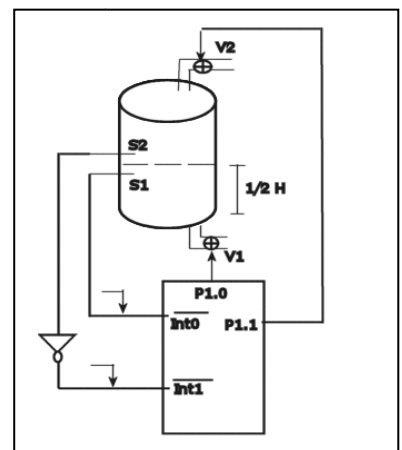 V2
S2
S1
1/2 H
V1
P1.0
Int0
P1.1
Int1